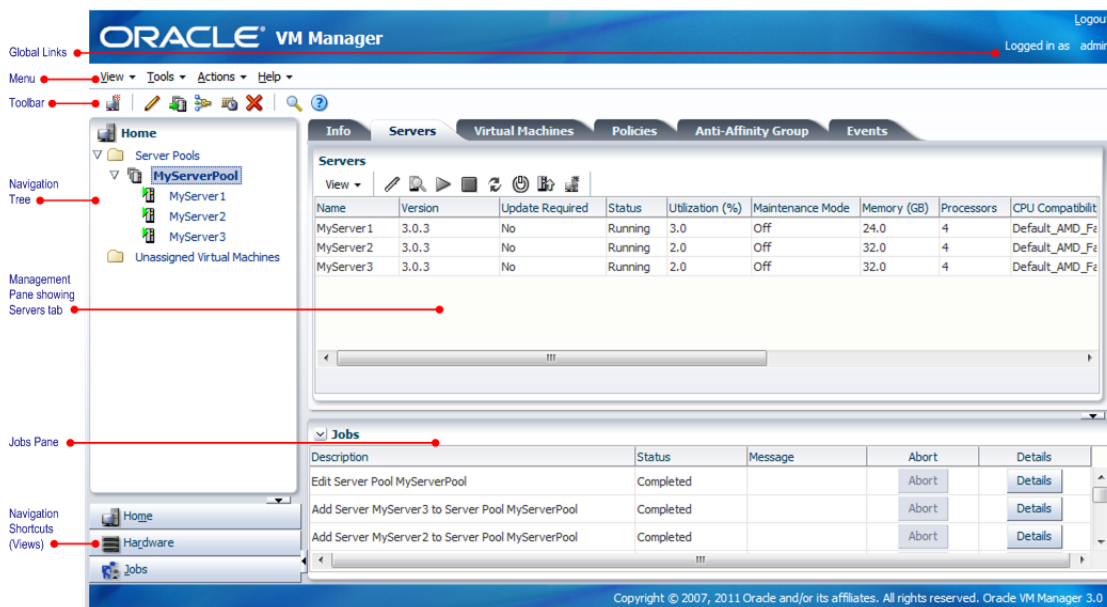 ORACLE® VM Manager
Logout
Logged in as admin
Global Links
Menu
View Tools Actions Help
Toolbar
Home
Server Pools
MyServerPool
MyServer1
MyServer2
MyServer3
Unassigned Virtual Machines
Navigation
Tree
Info Servers Virtual Machines Policies Anti-Affinity Group Events
Servers
View
Name Version Update Required Status Utilization (%) Maintenance Mode Memory (GB) Processors CPU Compatibilit
MyServer1 3.0.3 No Running 3.0 Off 24.0 4 Default_AMD_Fa
MyServer2 3.0.3 No Running 2.0 Off 32.0 4 Default_AMD_Fa
MyServer3 3.0.3 No Running 2.0 Off 32.0 4 Default_AMD_Fa
Management
Pane showing
Servers tab
Jobs Pane
Jobs
Description Status Message Abort Details
Edit Server Pool MyServerPool Completed Abort Details
Add Server MyServer3 to Server Pool MyServerPool Completed Abort Details
Add Server MyServer2 to Server Pool MyServerPool Completed Abort Details
Navigation
Shortcuts
(Views)
Home
Hardware
Jobs
Copyright © 2007, 2011 Oracle and/or its affiliates. All rights reserved. Oracle VM Manager 3.0